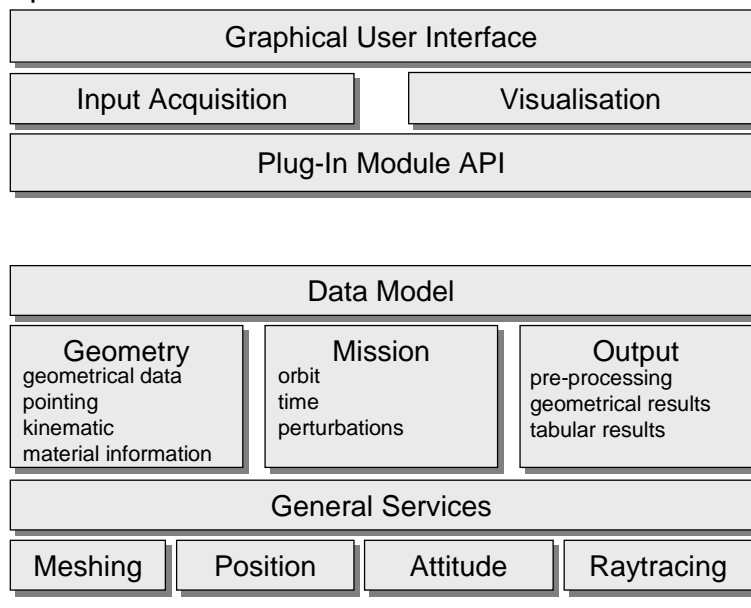 Graphical User Interface
Input Acquisition
Visualisation
Plug-In Module API
Data Model
Geometry
geometrical data
pointing
kinematic
material information
Mission
orbit
time
perturbations
Output
pre-processing
geometrical results
tabular results
General Services
Meshing
Position
Attitude
Raytracing